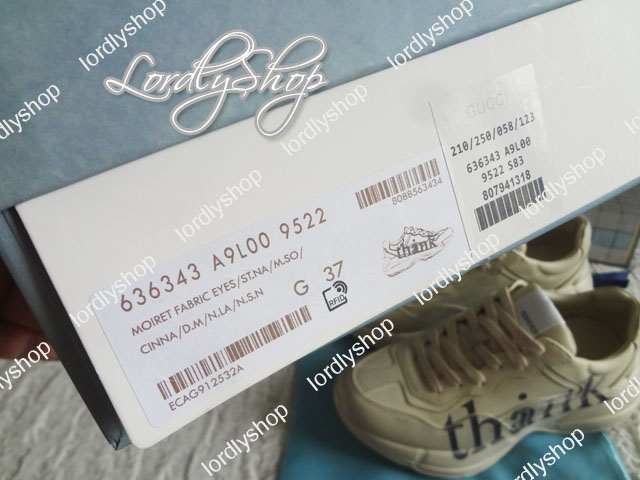 lordlyshop
lordlyshop
LordlyShop
lordlyshop
lordlyshop
lordlyshop
GUCCI
210/250/058/123
636343 A9L00
9522 S83
807941318
8088563434
think
636343 A9L00 9522
MOIRET FABRIC EYES/ST.NA/M.SO/
CINNA/D.M/N.LA/N.S.N
G 37
RFID
ECAG912532A
lordlyshop
lordlyshop
lordlyshop
lordlyshop
lordlyshop
lordlyshop
think
lordlyshop
lordlyshop